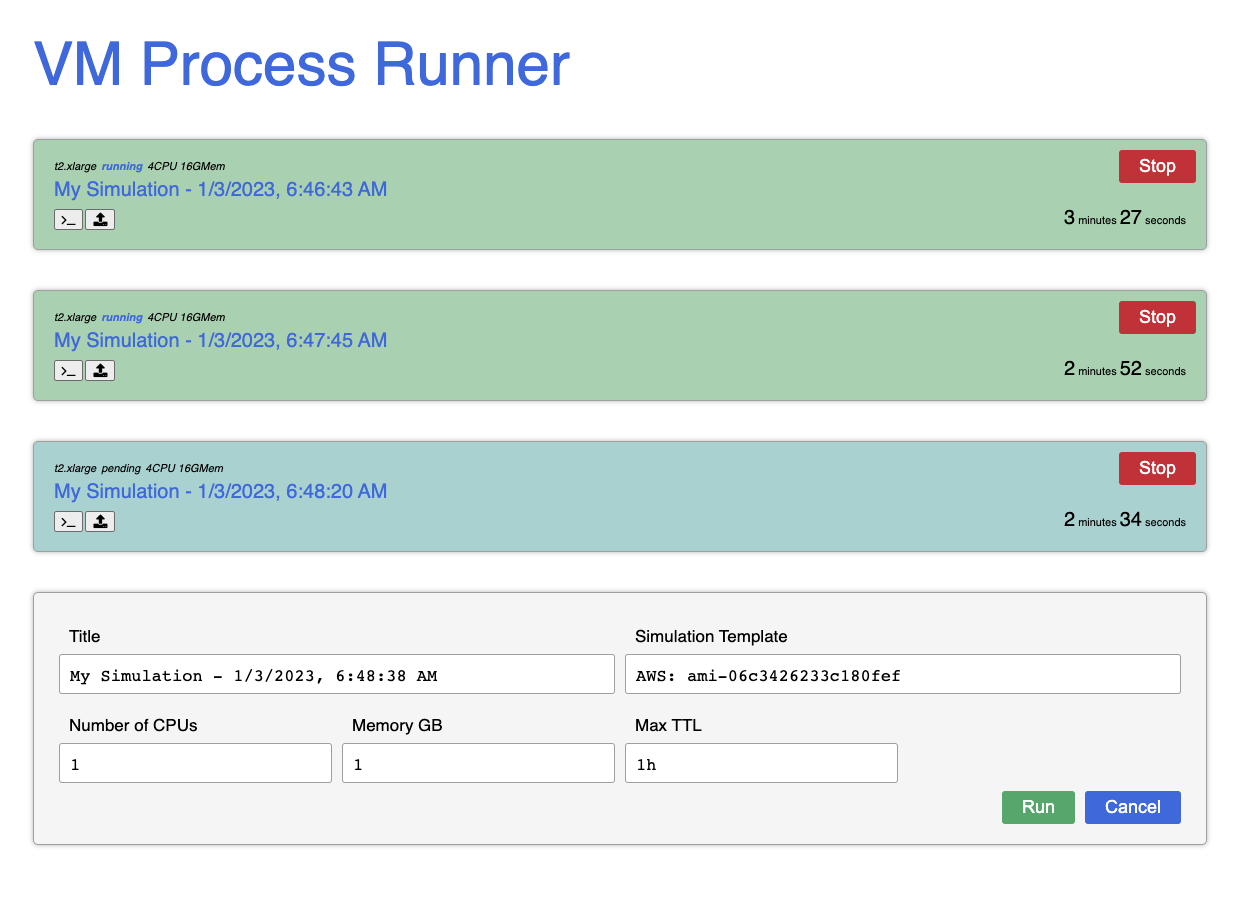 VM Process Runner
t2.xlarge running 4CPU 16GMem
Stop
My Simulation - 1/3/2023, 6:46:43 AM
>_
3 minutes 27 seconds
t2.xlarge running 4CPU 16GMem
Stop
My Simulation - 1/3/2023, 6:47:45 AM
>_
2 minutes 52 seconds
t2.xlarge pending 4CPU 16GMem
Stop
My Simulation - 1/3/2023, 6:48:20 AM
>_
2 minutes 34 seconds
Title
Simulation Template
My Simulation - 1/3/2023, 6:48:38 AM
AWS: ami-06c3426233c180fef
Number of CPUs
Memory GB
Max TTL
1
1
1h
Run
Cancel